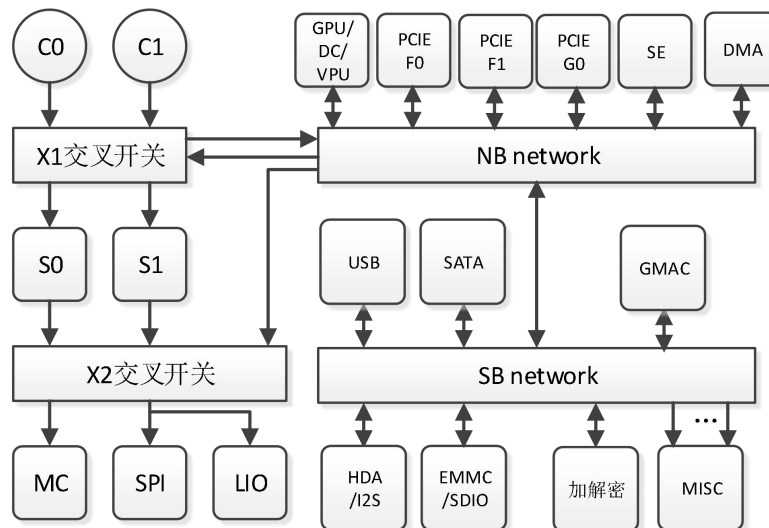 C0
C1
GPU/
DC/
VPU
PCIE
F0
PCIE
F1
PCIE
G0
SE
DMA
X1交叉开关
NB network
S0
S1
USB
SATA
GMAC
X2交叉开关
SB network
...
MC
SPI
LIO
HDA
/I2S
EMMC
/SDIO
加解密
MISC